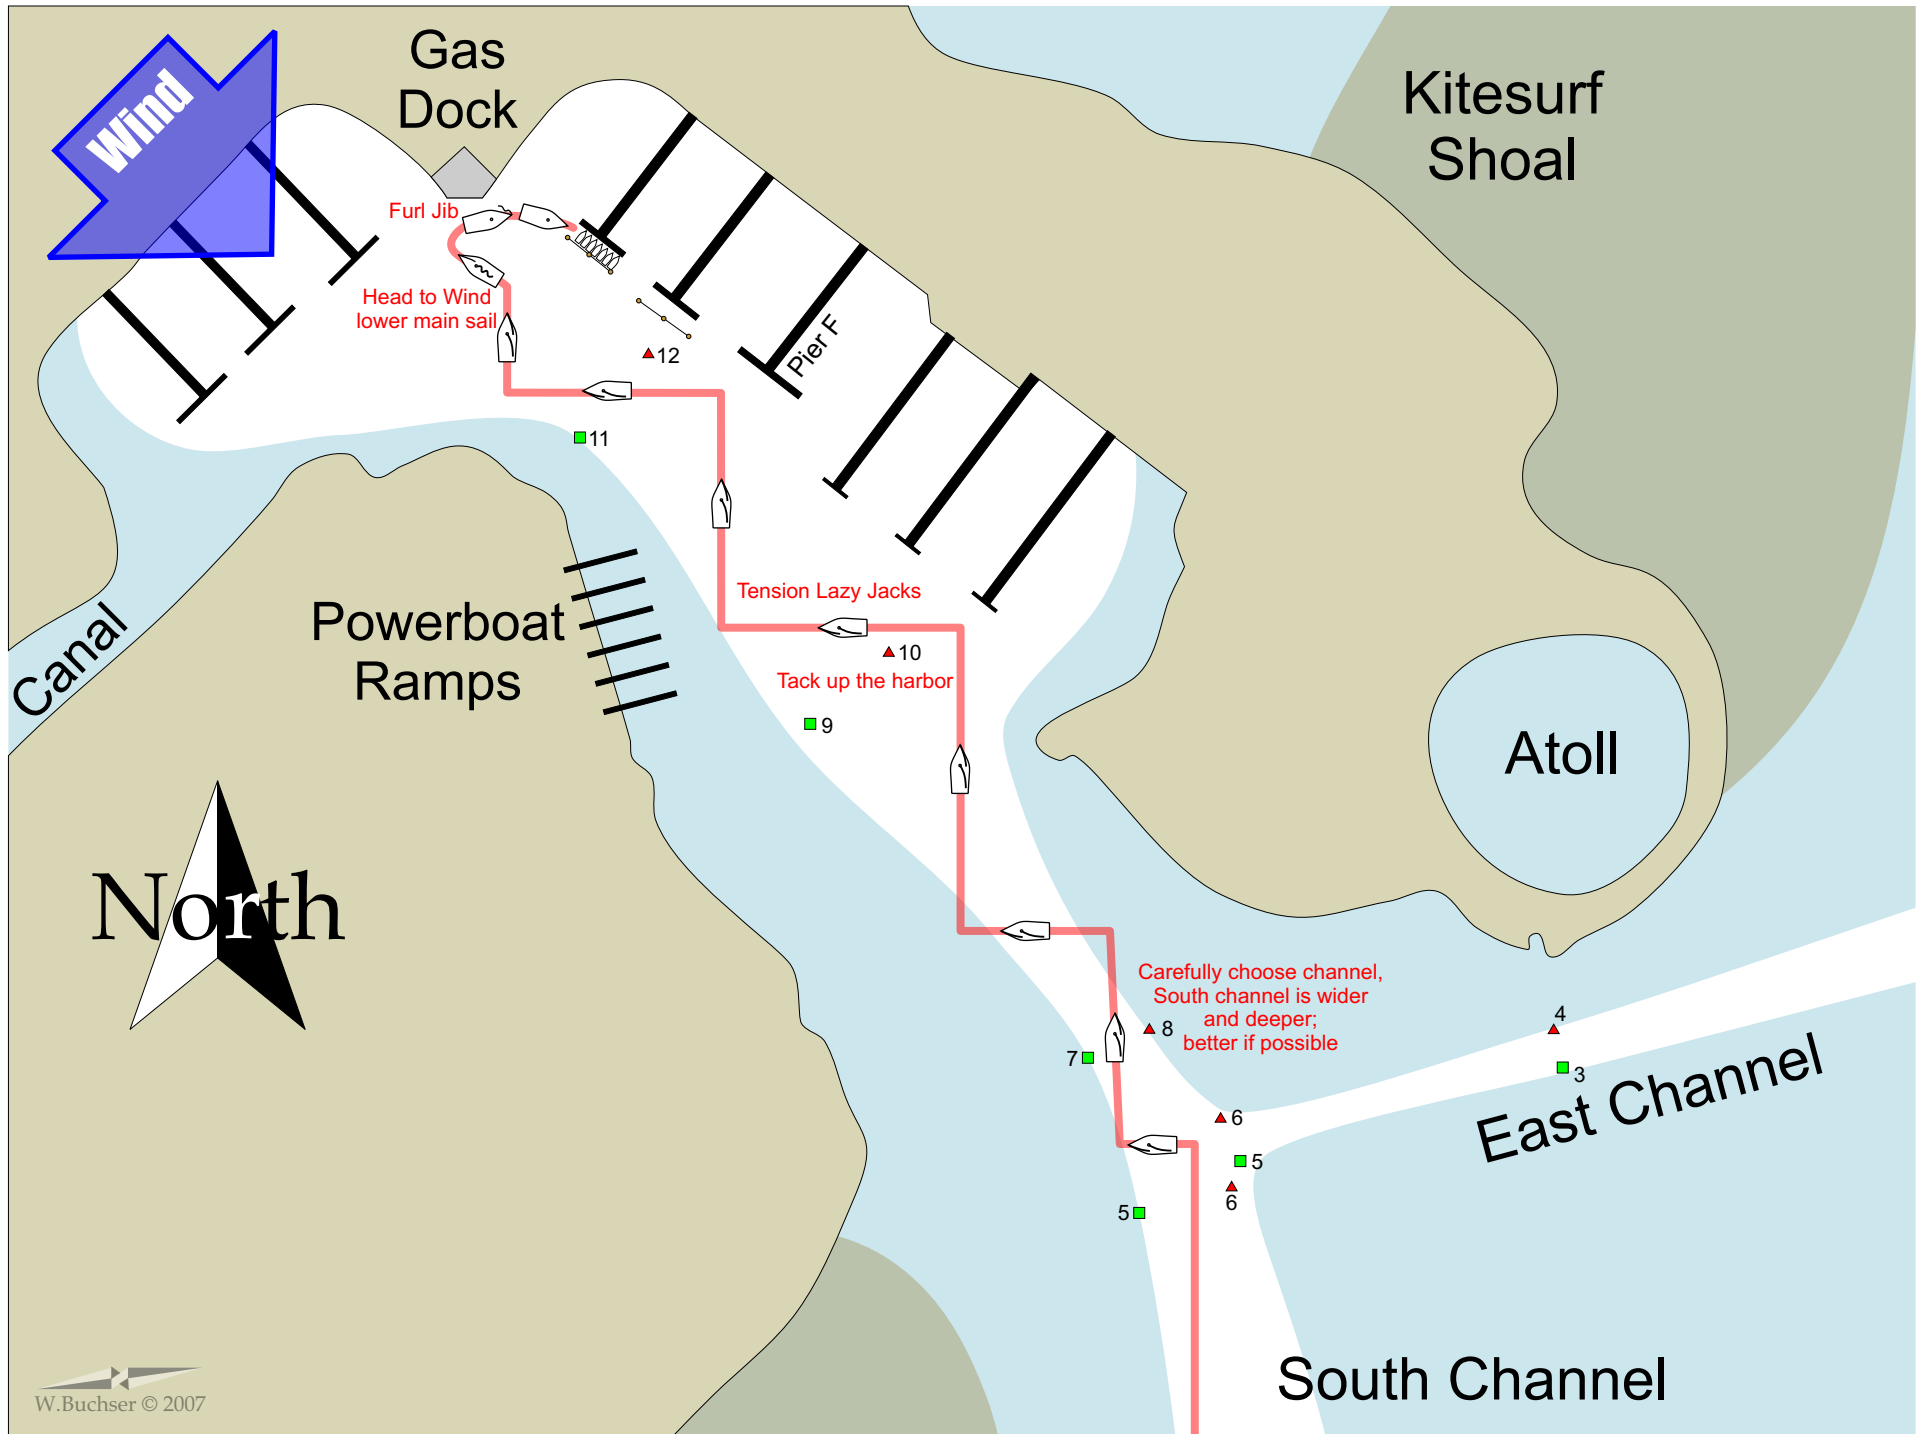 Wind
Gas
Dock
Kitesurf
Shoal
Furl Jib
Head to Wind
lower main sail
12
Pier F
11
Tension Lazy Jacks
Powerboat
Ramps
Canal
10
Tack up the harbor
9
Atoll
North
Carefully choose channel,
South channel is wider
and deeper;
better if possible
8
7
4
3
East Channel
6
5
6
5
South Channel
W.Buchser © 2007